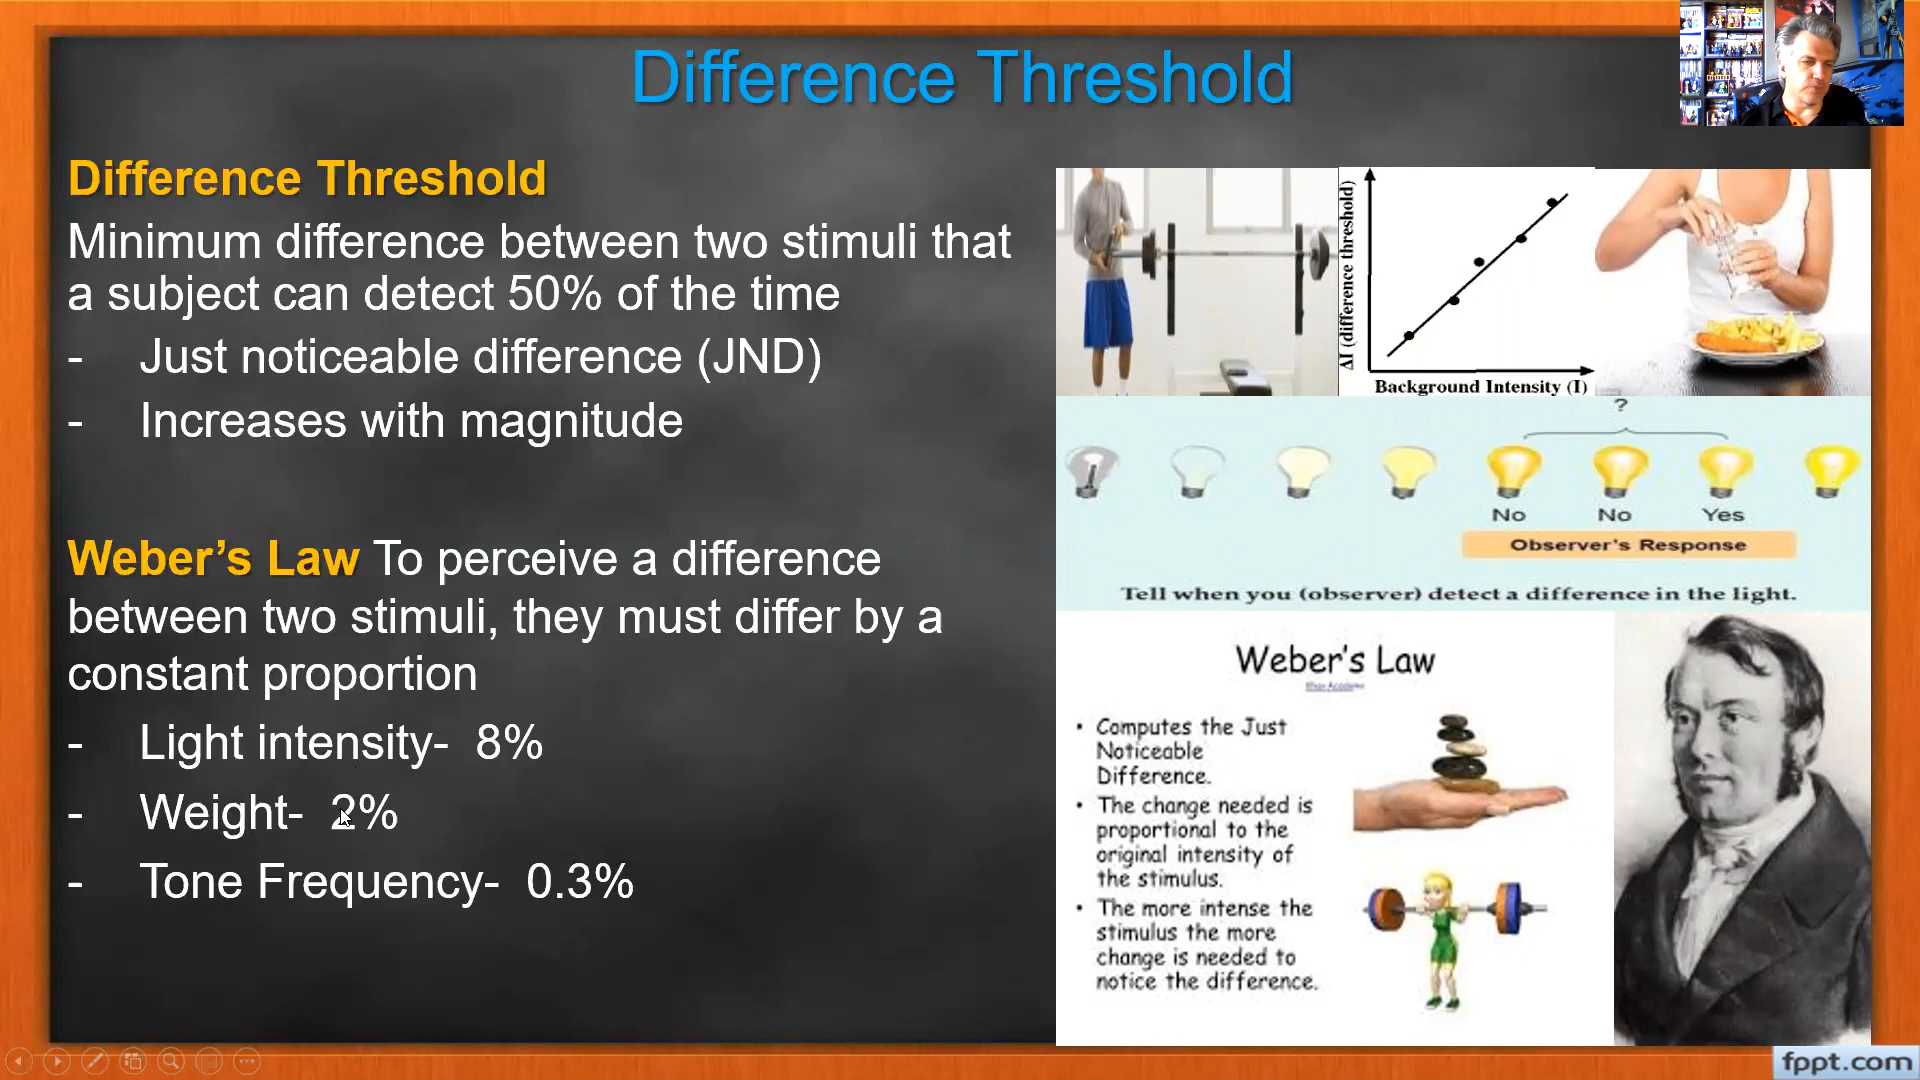 Difference Threshold
Difference Threshold
Minimum difference between two stimuli that
a subject can detect 50% of the time
- Just noticeable difference (JND)
- Increases with magnitude
Weber’s Law To perceive a difference
between two stimuli, they must differ by a
constant proportion
- Light intensity- 8%
- Weight- 2%
- Tone Frequency- 0.3%
ΔI (difference threshold)
Background Intensity (I)
?
No No Yes
Observer's Response
Tell when you (observer) detect a difference in the light.
Weber's Law
Khan Academy
• Computes the Just
Noticeable
Difference.
• The change needed is
proportional to the
original intensity of
the stimulus.
• The more intense the
stimulus the more
change is needed to
notice the difference.
fppt.com